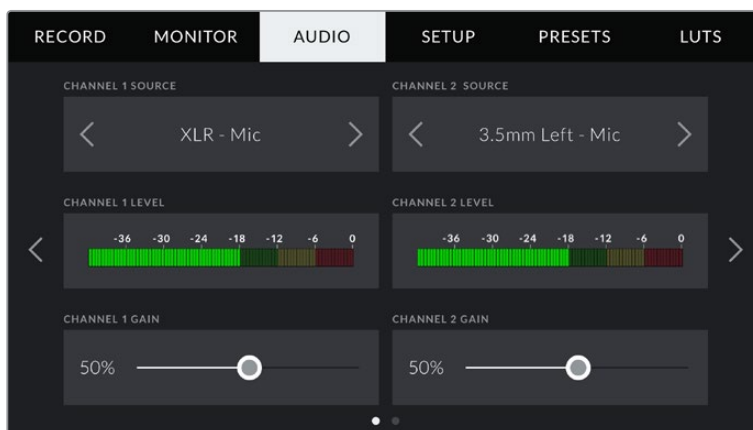 RECORD MONITOR AUDIO SETUP PRESETS LUTS
CHANNEL 1 SOURCE CHANNEL 2 SOURCE
XLR - Mic 3.5mm Left - Mic
CHANNEL 1 LEVEL CHANNEL 2 LEVEL
-36 -30 -24 -18 -12 -6 0 -36 -30 -24 -18 -12 -6 0
CHANNEL 1 GAIN CHANNEL 2 GAIN
50% 50%